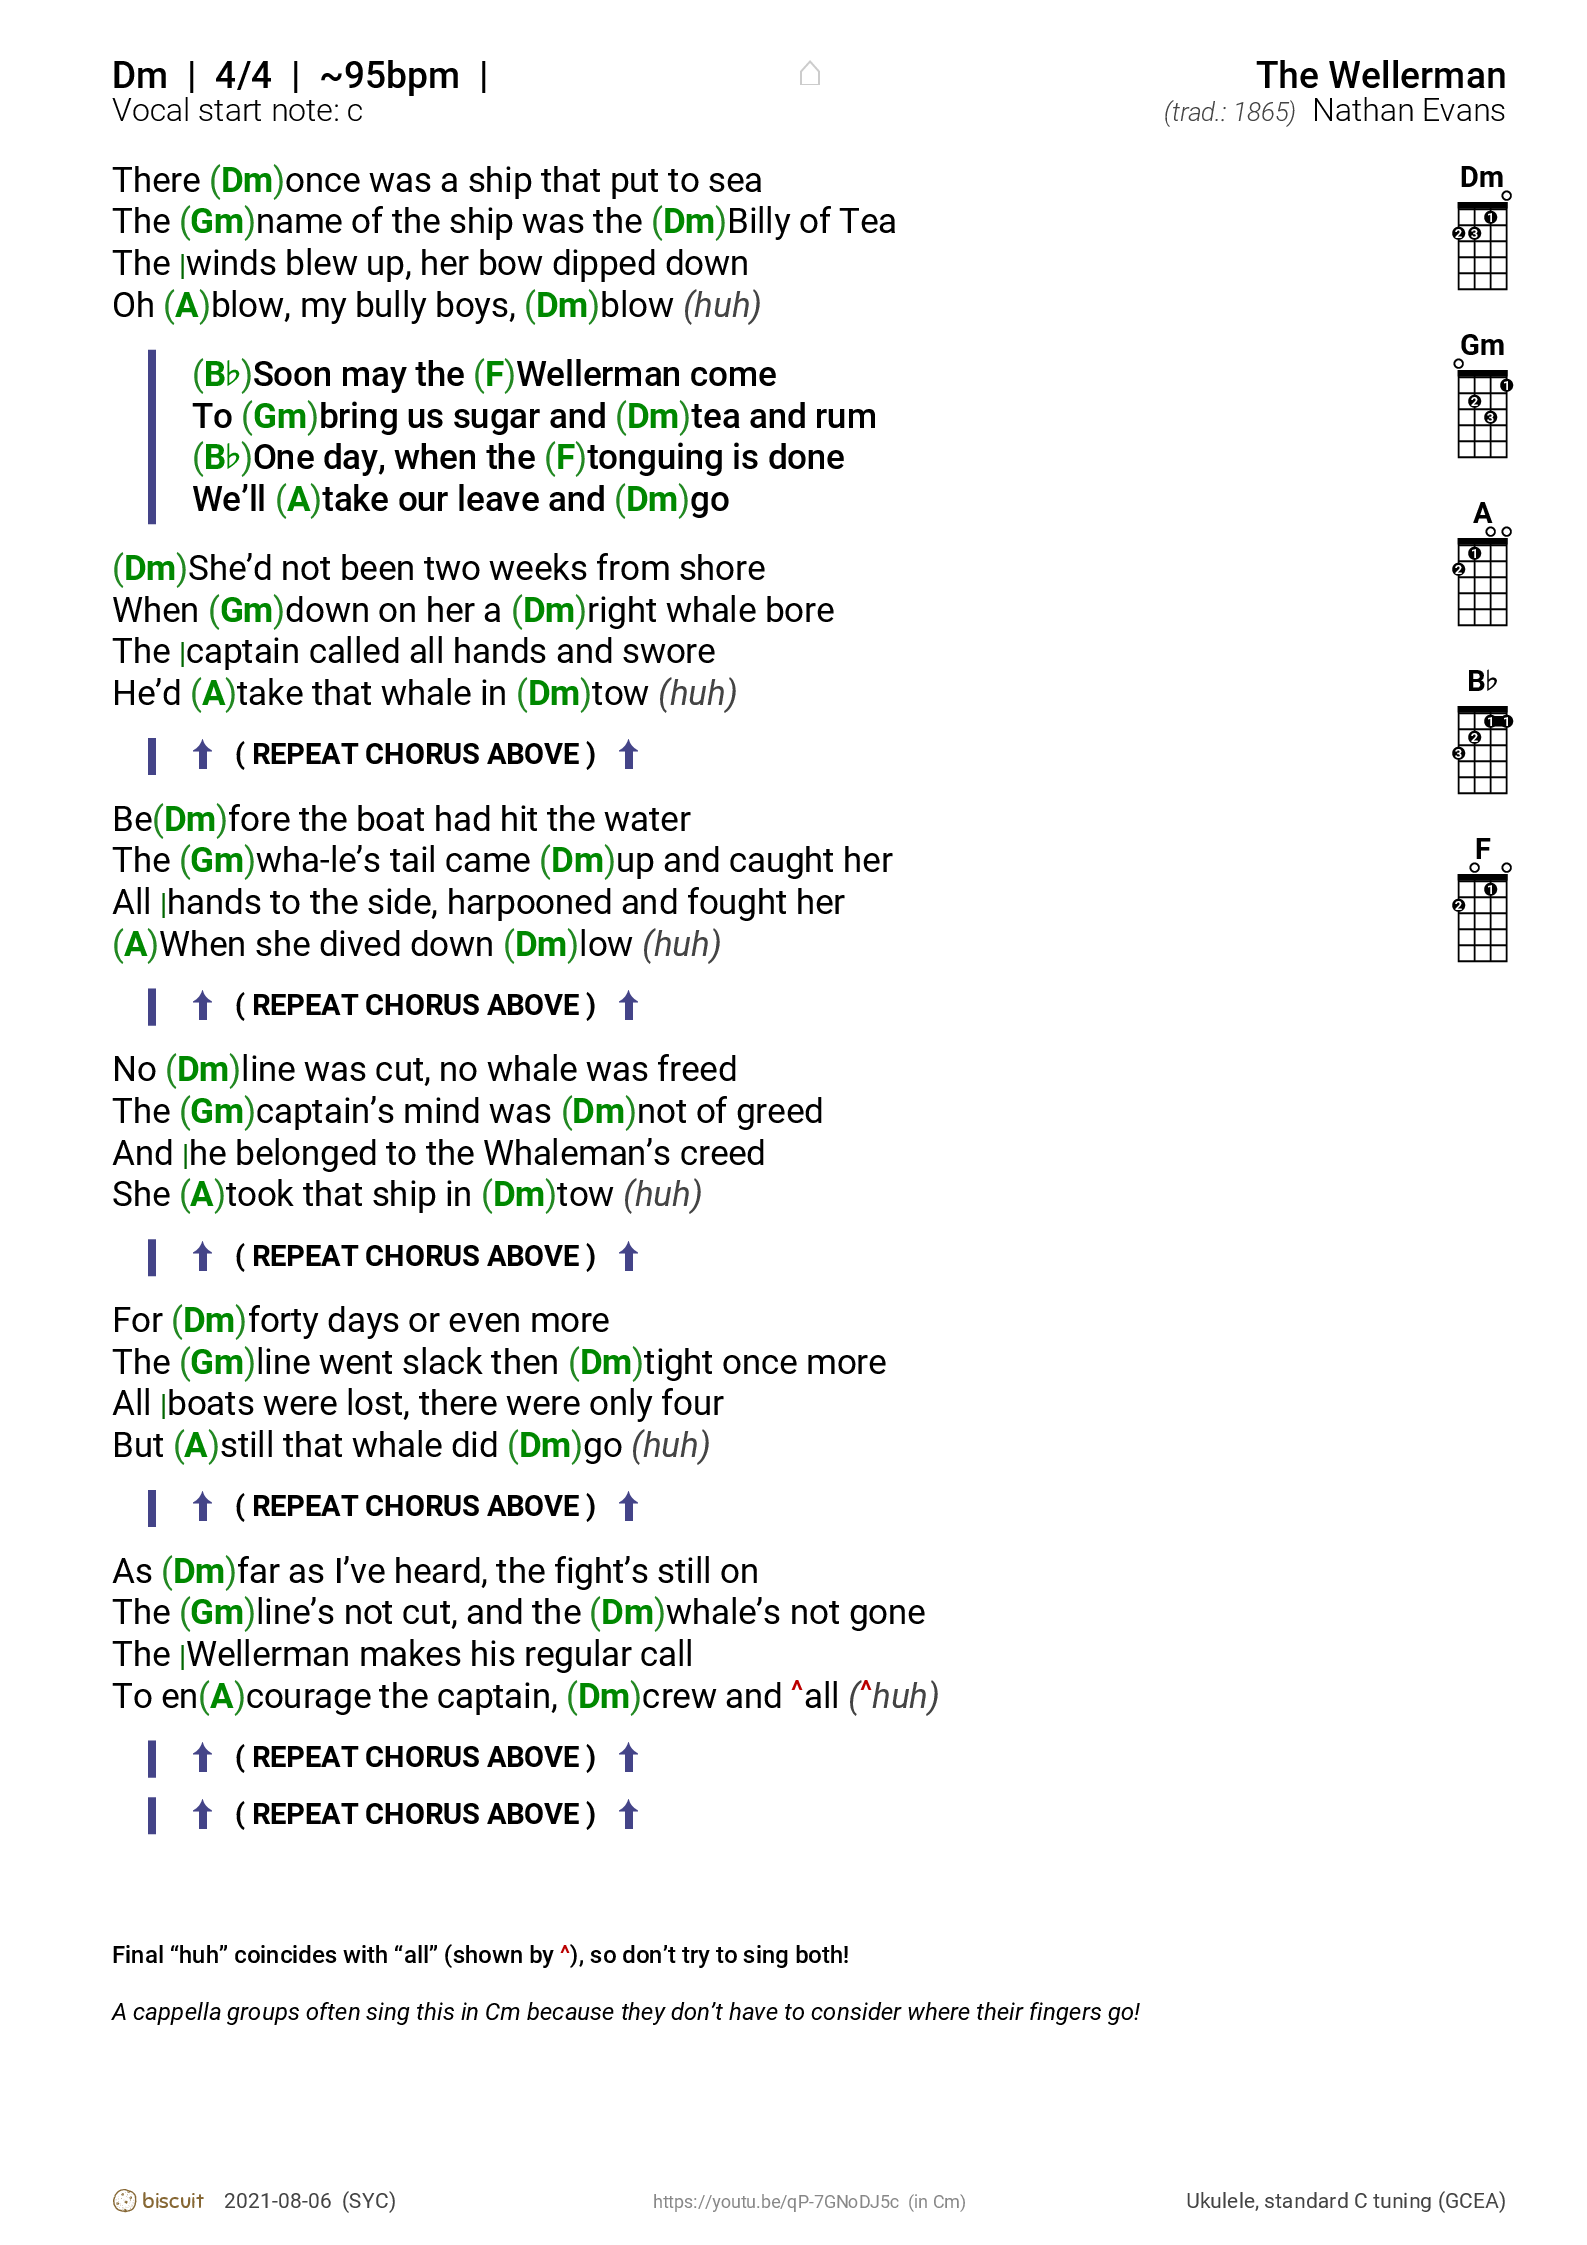 Dm | 4/4 | ~95bpm |
The Wellerman
Vocal start note: c
(trad.: 1865) Nathan Evans
There (Dm)once was a ship that put to sea
The (Gm)name of the ship was the (Dm)Billy of Tea
The |winds blew up, her bow dipped down
Oh (A)blow, my bully boys, (Dm)blow (huh)
(B♭)Soon may the (F)Wellerman come
To (Gm)bring us sugar and (Dm)tea and rum
(B♭)One day, when the (F)tonguing is done
We’ll (A)take our leave and (Dm)go
(Dm)She’d not been two weeks from shore
When (Gm)down on her a (Dm)right whale bore
The |captain called all hands and swore
He’d (A)take that whale in (Dm)tow (huh)
⬆ ( REPEAT CHORUS ABOVE ) ⬆
Be(Dm)fore the boat had hit the water
The (Gm)wha-le’s tail came (Dm)up and caught her
All |hands to the side, harpooned and fought her
(A)When she dived down (Dm)low (huh)
⬆ ( REPEAT CHORUS ABOVE ) ⬆
No (Dm)line was cut, no whale was freed
The (Gm)captain’s mind was (Dm)not of greed
And |he belonged to the Whaleman’s creed
She (A)took that ship in (Dm)tow (huh)
⬆ ( REPEAT CHORUS ABOVE ) ⬆
For (Dm)forty days or even more
The (Gm)line went slack then (Dm)tight once more
All |boats were lost, there were only four
But (A)still that whale did (Dm)go (huh)
⬆ ( REPEAT CHORUS ABOVE ) ⬆
As (Dm)far as I’ve heard, the fight’s still on
The (Gm)line’s not cut, and the (Dm)whale’s not gone
The |Wellerman makes his regular call
To en(A)courage the captain, (Dm)crew and ^all (^huh)
⬆ ( REPEAT CHORUS ABOVE ) ⬆
⬆ ( REPEAT CHORUS ABOVE ) ⬆
Dm
1
2 3
Gm
1
2
3
A
1
2
B♭
1 1
2
3
F
1
2
Final “huh” coincides with “all” (shown by ^), so don’t try to sing both!
A cappella groups often sing this in Cm because they don’t have to consider where their fingers go!
biscuit 2021-08-06 (SYC)
https://youtu.be/qP-7GNoDJ5c (in Cm)
Ukulele, standard C tuning (GCEA)